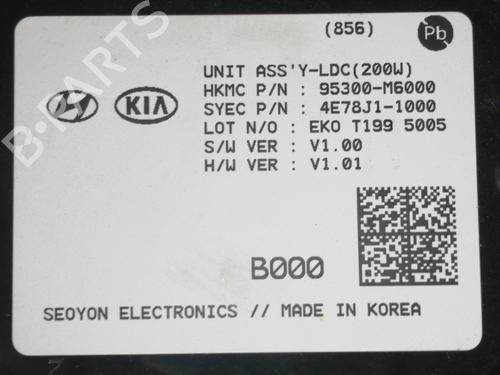 (856)
Pb
UNIT ASS'Y-LDC(200W)
HKMC P/N : 95300-M6000
SYEC P/N : 4E78J1-1000
LOT N/O : EKO T199 5005
S/W VER : V1.00
H/W VER : V1.01
KIA
B000
SEOYON ELECTRONICS // MADE IN KOREA
B-PARTS